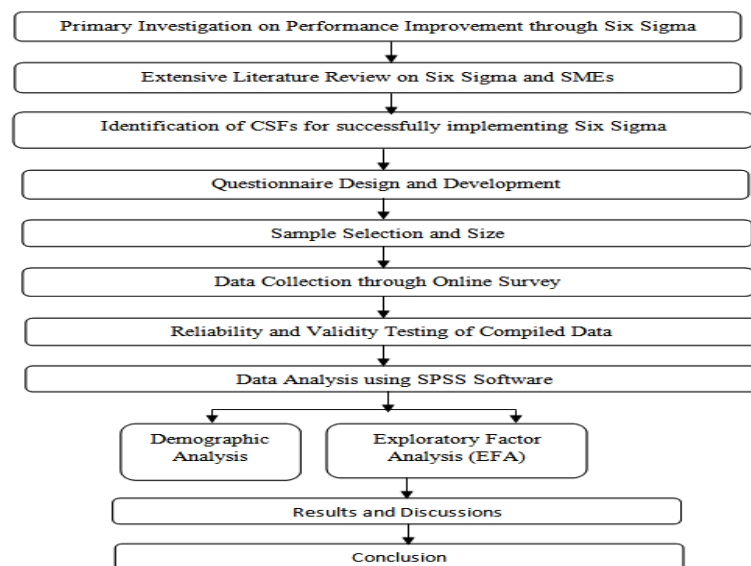 Primary Investigation on Performance Improvement through Six Sigma
Extensive Literature Review on Six Sigma and SMEs
Identification of CSFs for successfully implementing Six Sigma
Questionnaire Design and Development
Sample Selection and Size
Data Collection through Online Survey
Reliability and Validity Testing of Compiled Data
Data Analysis using SPSS Software
Demographic
Analysis
Exploratory Factor
Analysis (EFA)
Results and Discussions
Conclusion